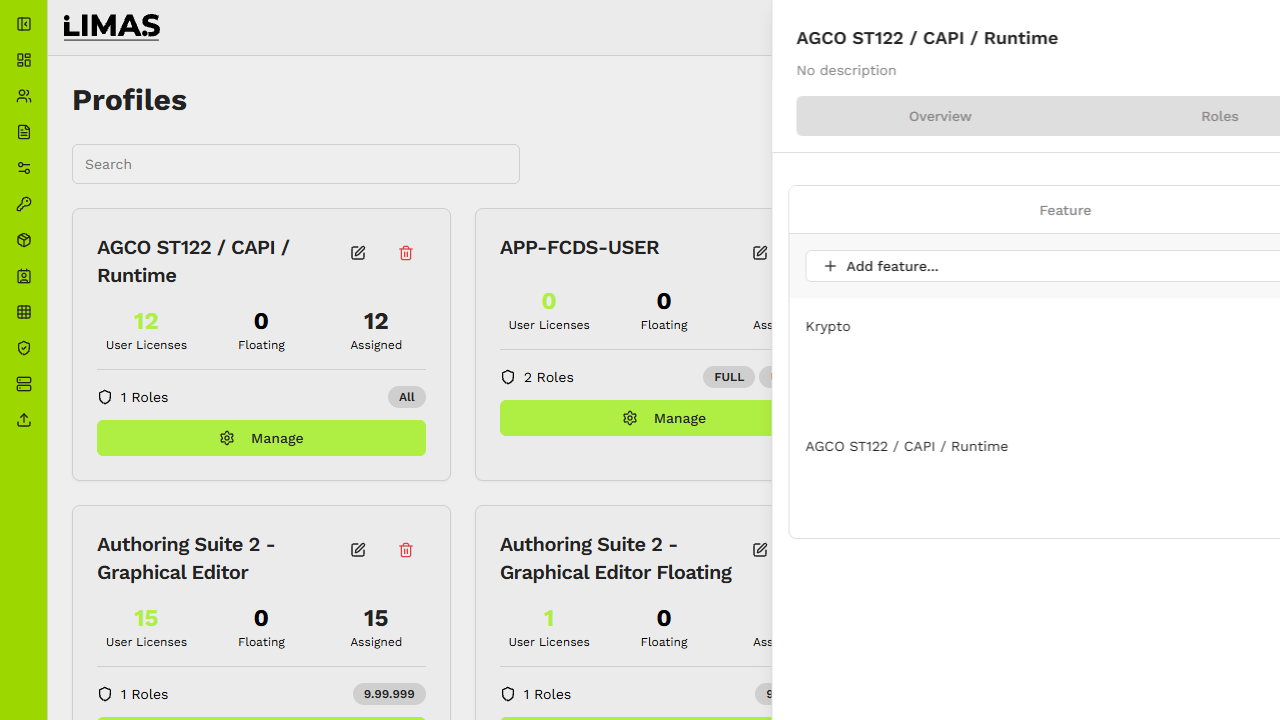 LIMAS
Profiles
Search
AGCO ST122 / CAPI /
Runtime
12
0
12
User Licenses
Floating
Assigned
1 Roles
All
Manage
APP-FCDS-USER
0
0
User Licenses
Floating
2 Roles
FULL
Manage
Authoring Suite 2 -
Graphical Editor
15
0
15
User Licenses
Floating
Assigned
1 Roles
9.99.999
Authoring Suite 2 -
Graphical Editor Floating
1
0
User Licenses
Floating
1 Roles
AGCO ST122 / CAPI / Runtime
No description
Overview
Roles
Feature
Add feature...
Krypto
AGCO ST122 / CAPI / Runtime